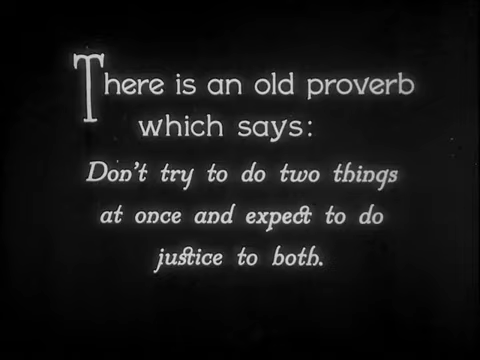 There is an old proverb
which says:
Don't try to do two things
at once and expect to do
justice to both.